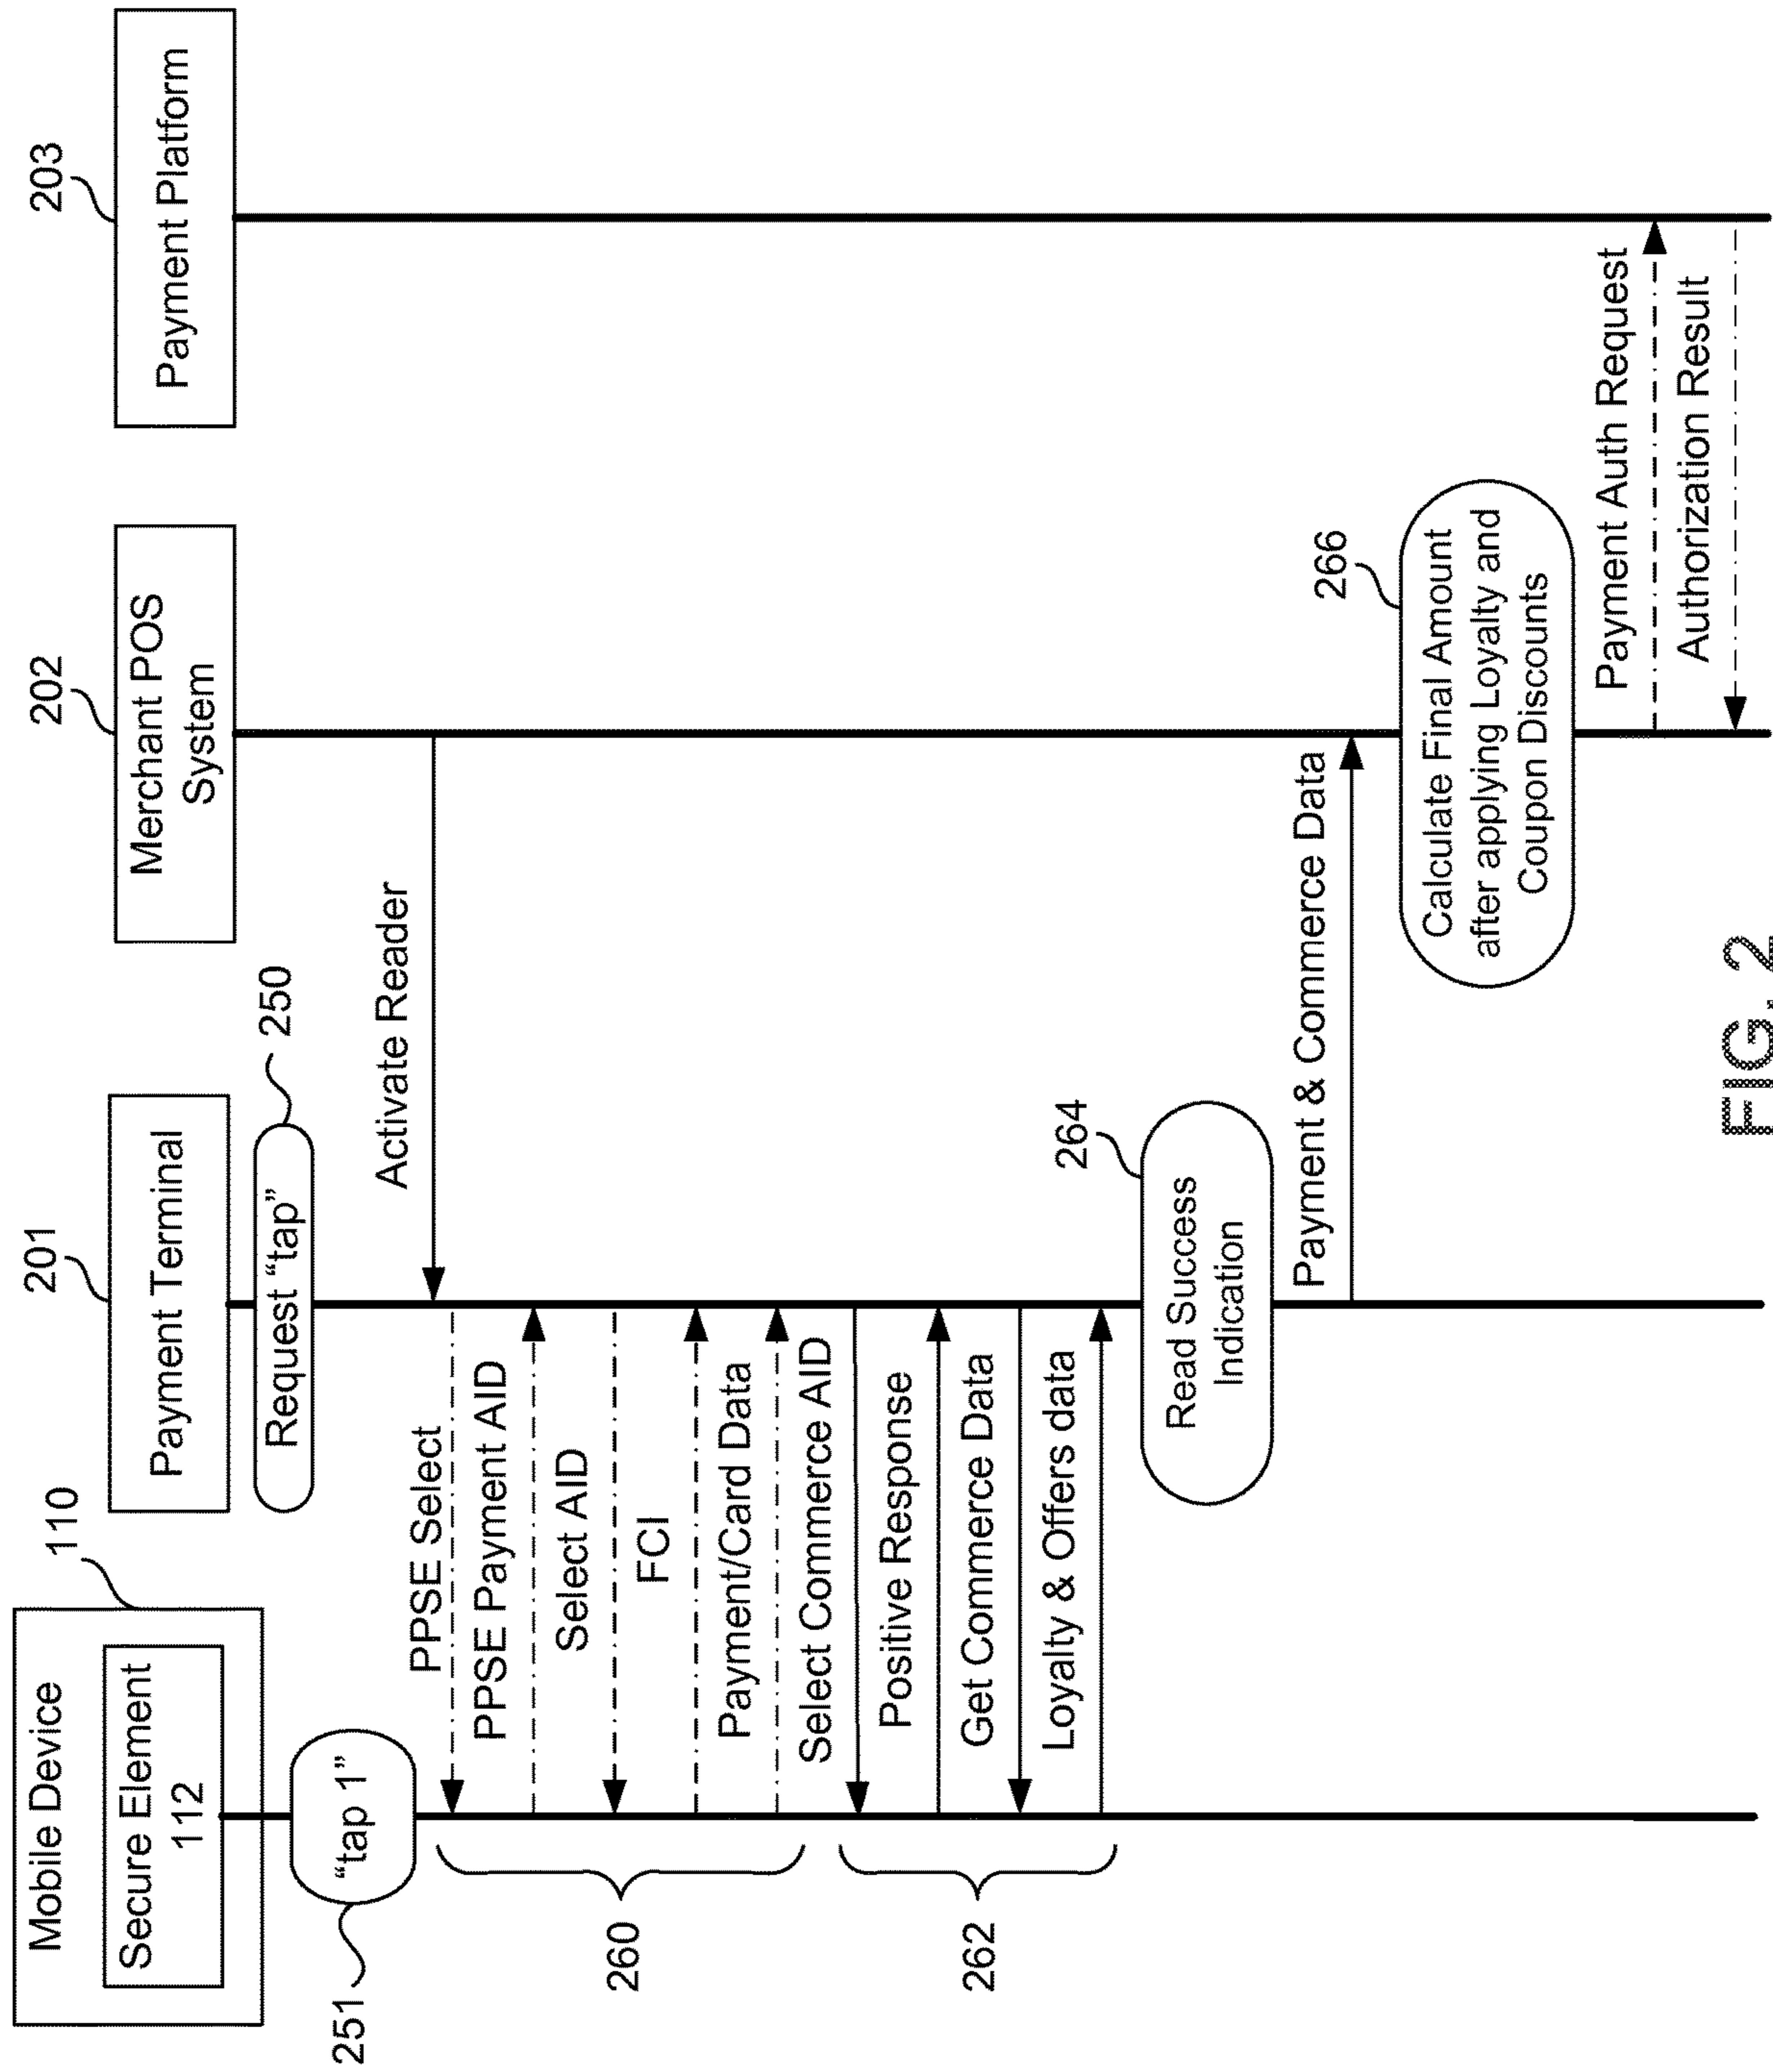 Mobile Device
110
Secure Element
112
201
Payment Terminal
202
Merchant POS
System
203
Payment Platform
Request “tap”
250
251
“tap 1”
Activate Reader
PPSE Select
PPSE Payment AID
Select AID
FCI
Payment/Card Data
260
Select Commerce AID
Positive Response
Get Commerce Data
Loyalty & Offers data
262
264
Read Success
Indication
Payment & Commerce Data
266
Calculate Final Amount
after applying Loyalty and
Coupon Discounts
Payment Auth Request
Authorization Result
FIG. 2